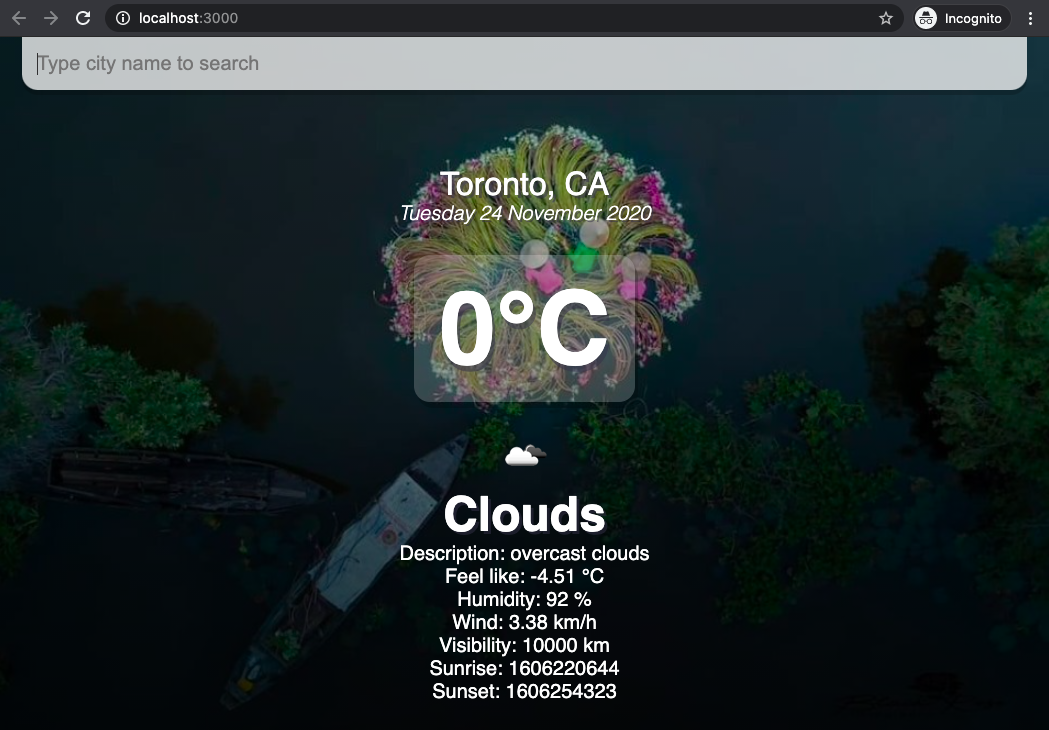 localhost:3000
Incognito
Type city name to search
Toronto, CA
Tuesday 24 November 2020
0°C
Clouds
Description: overcast clouds
Feel like: -4.51 °C
Humidity: 92 %
Wind: 3.38 km/h
Visibility: 10000 km
Sunrise: 1606220644
Sunset: 1606254323